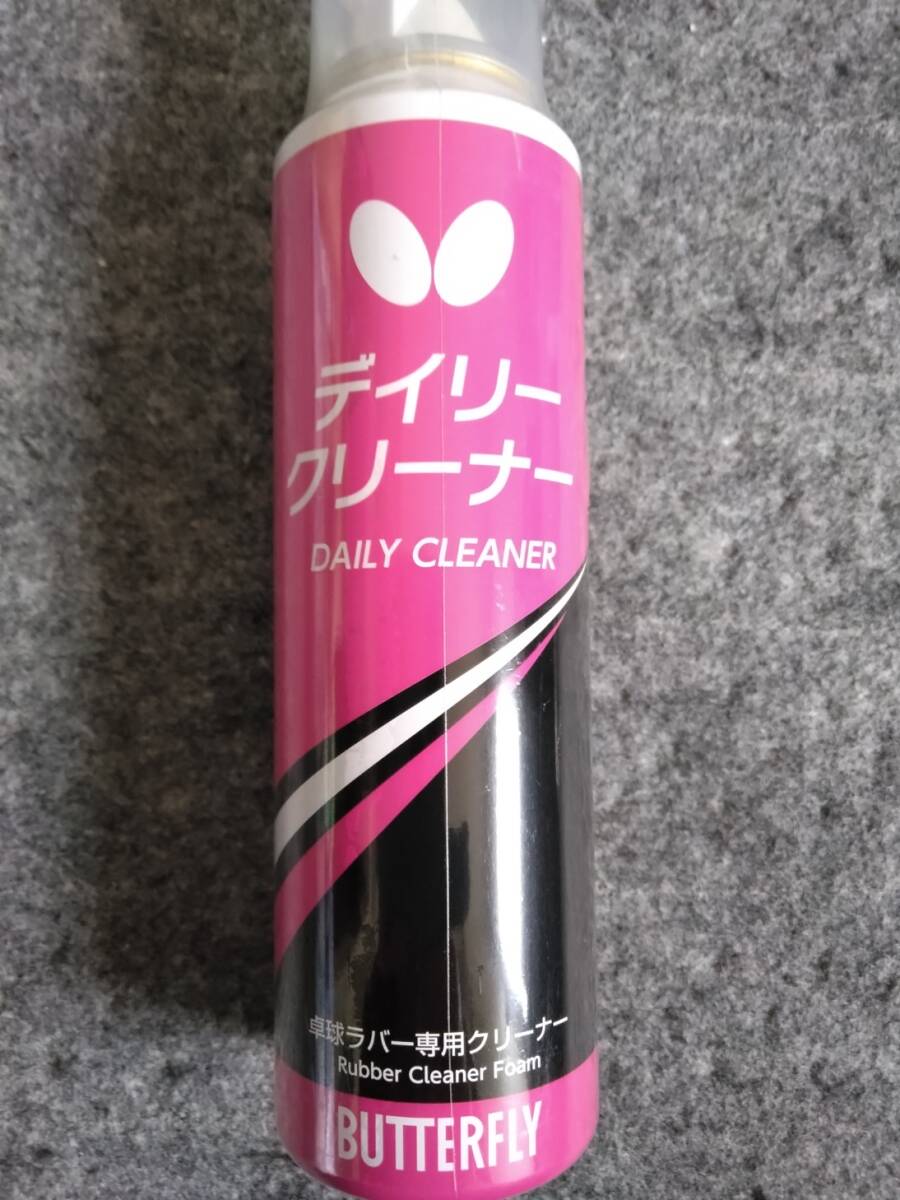 デイリー
クリーナー
DAILY CLEANER
卓球ラバー専用クリーナー
Rubber Cleaner Foam
BUTTERFLY